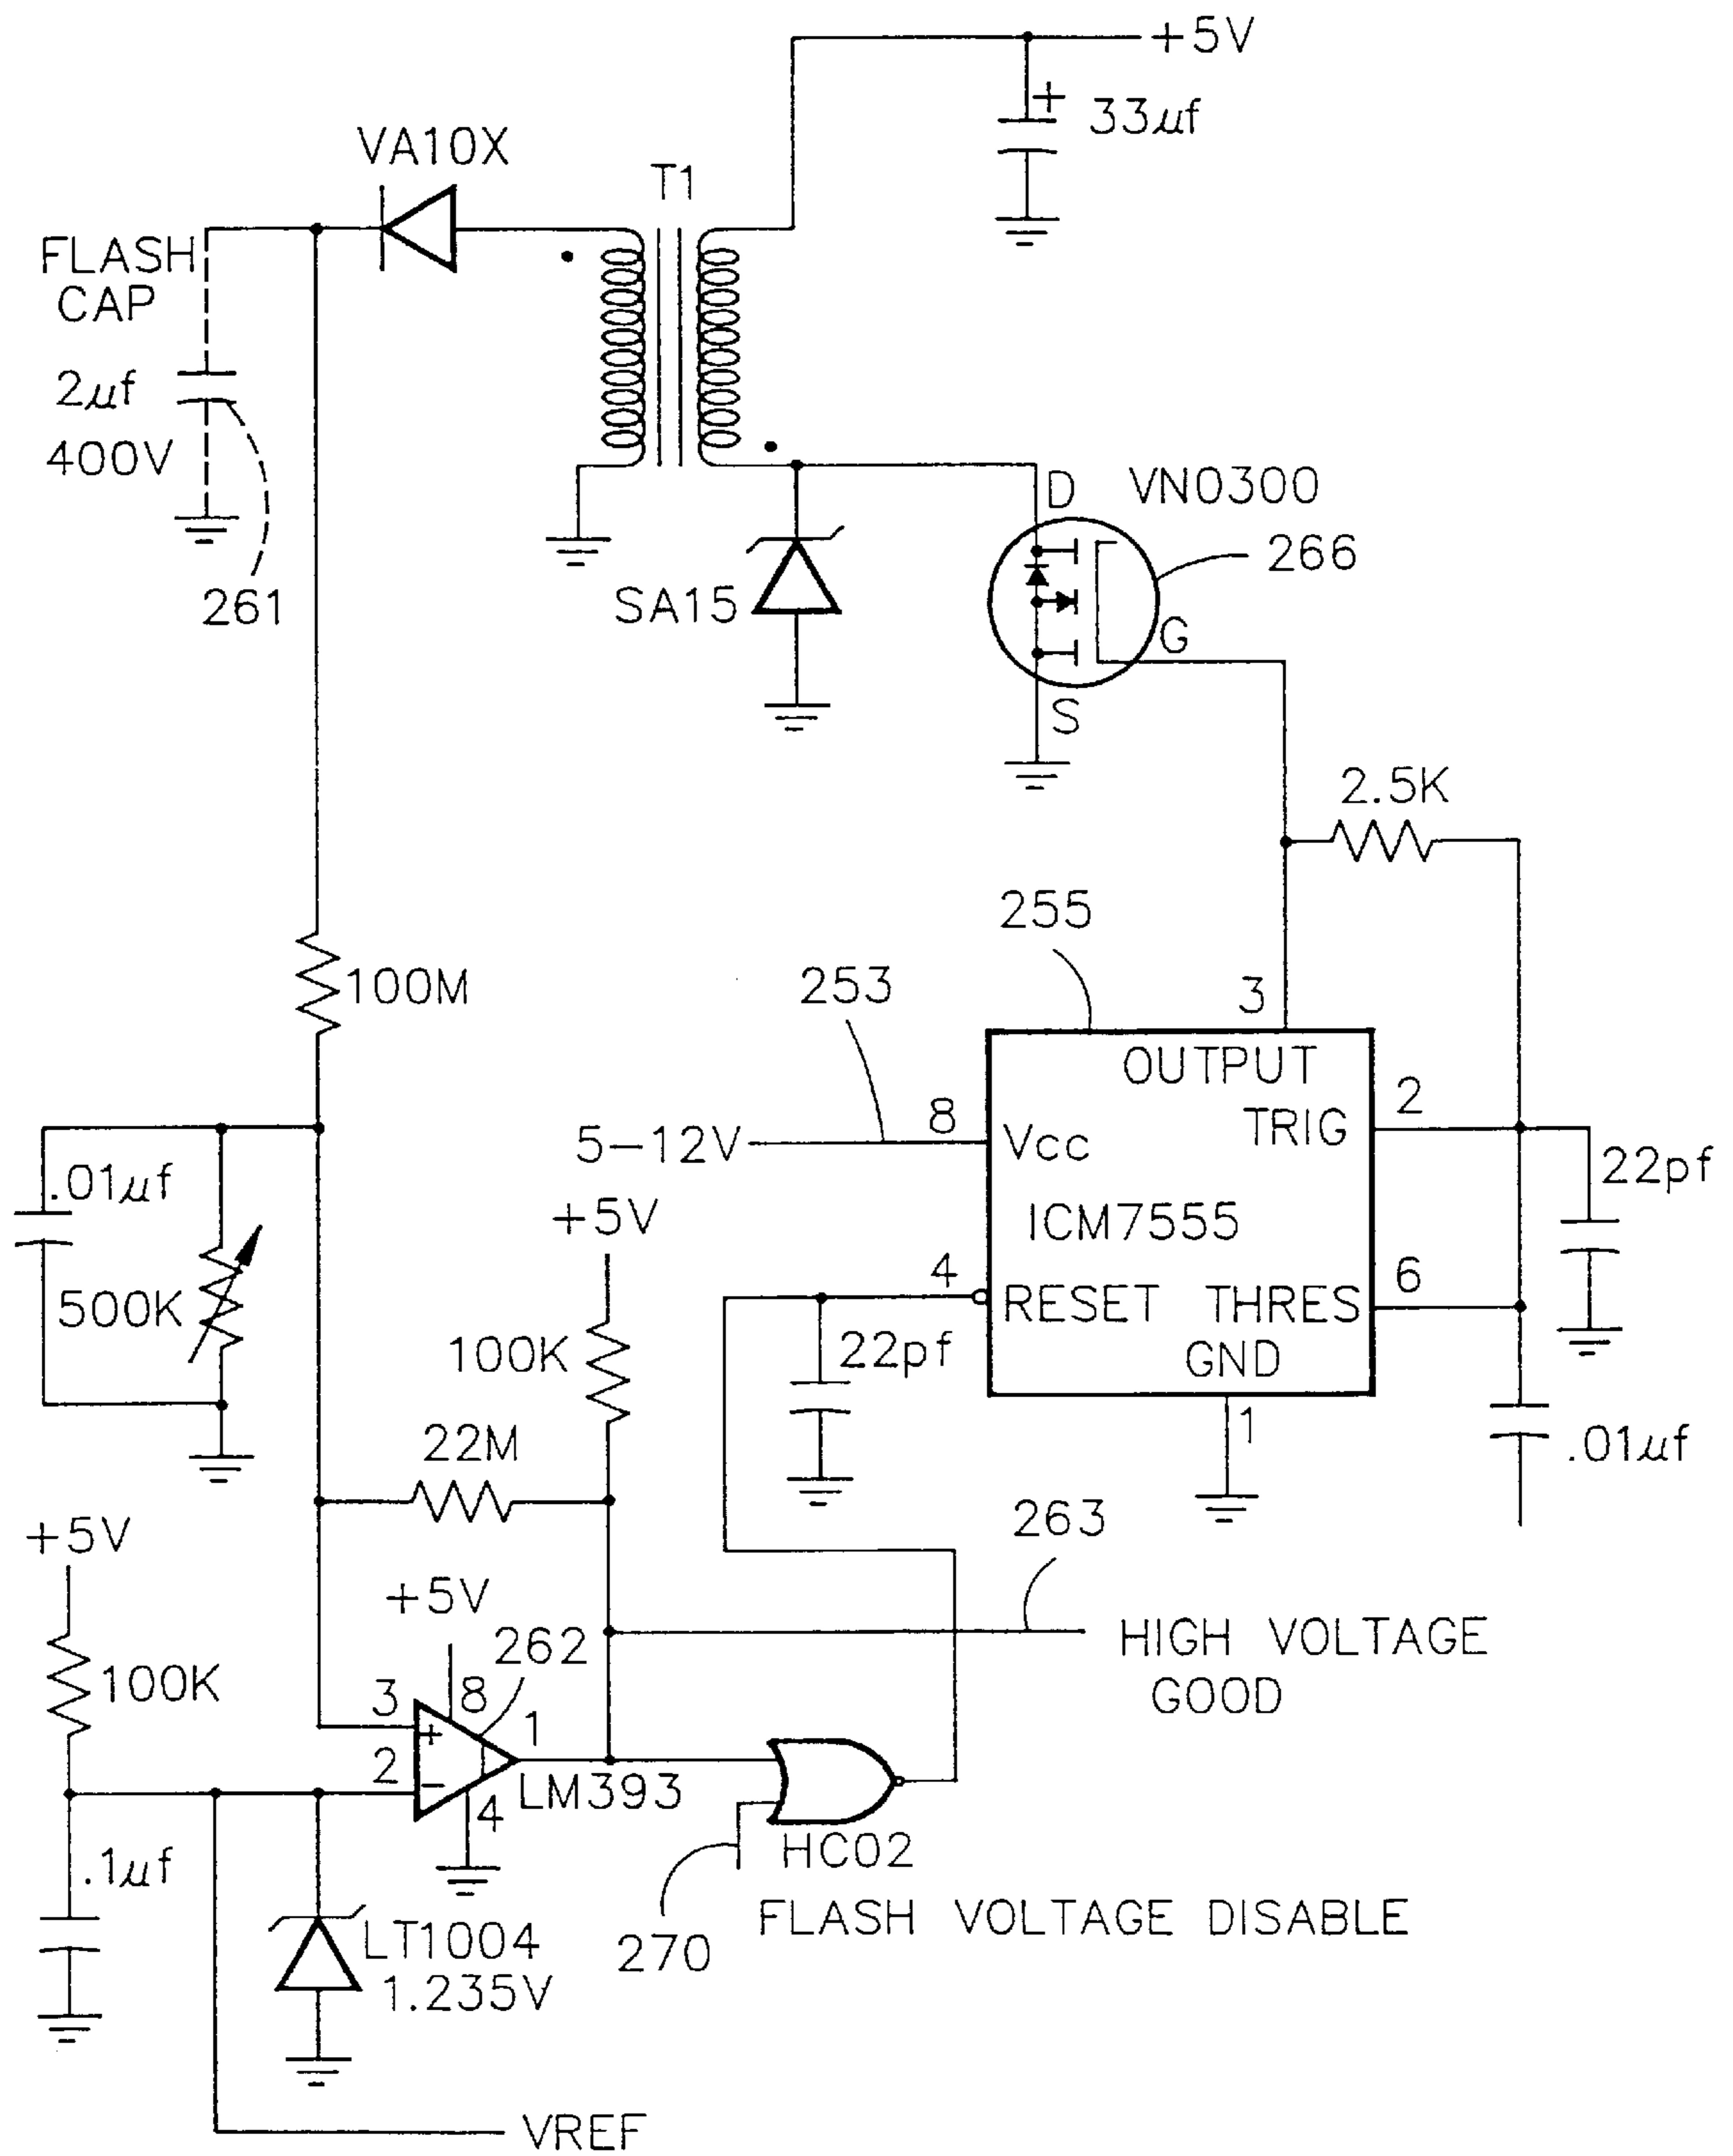 +5V
33µf
VA10X
T1
FLASH
CAP
2µf
400V
261
D
VN0300
266
SA15
G
S
2.5K
255
100M
253
3
OUTPUT
8
2
TRIG
5-12V
Vcc
.01µf
22pf
+5V
ICM7555
4
6
500K
RESET
THRES
100K
22pf
GND
1
22M
.01µf
263
+5V
+5V
HIGH VOLTAGE
GOOD
262
100K
3
8
1
+
2
-
LM393
4
HC02
.1µf
FLASH VOLTAGE DISABLE
270
LT1004
1.235V
VREF